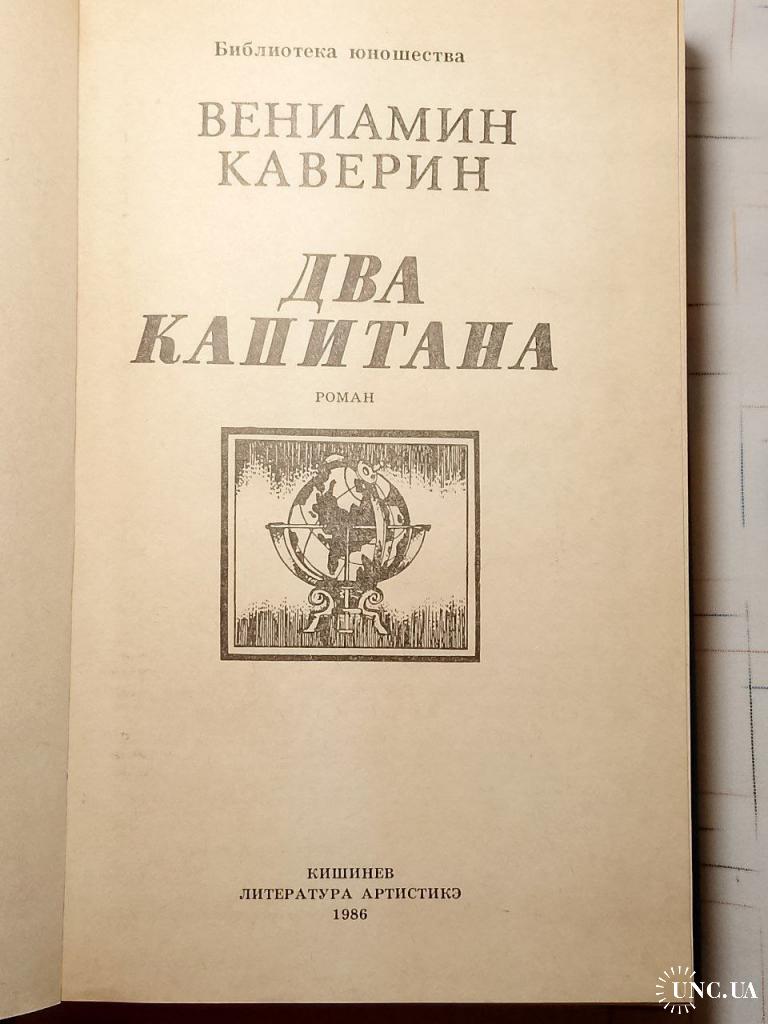 Библиотека юношества
ВЕНИАМИН
КАВЕРИН
ДВА
КАПИТАНА
РОМАН
КИШИНЕВ
ЛИТЕРАТУРА АРТИСТИКЭ
1986
UNC.UA